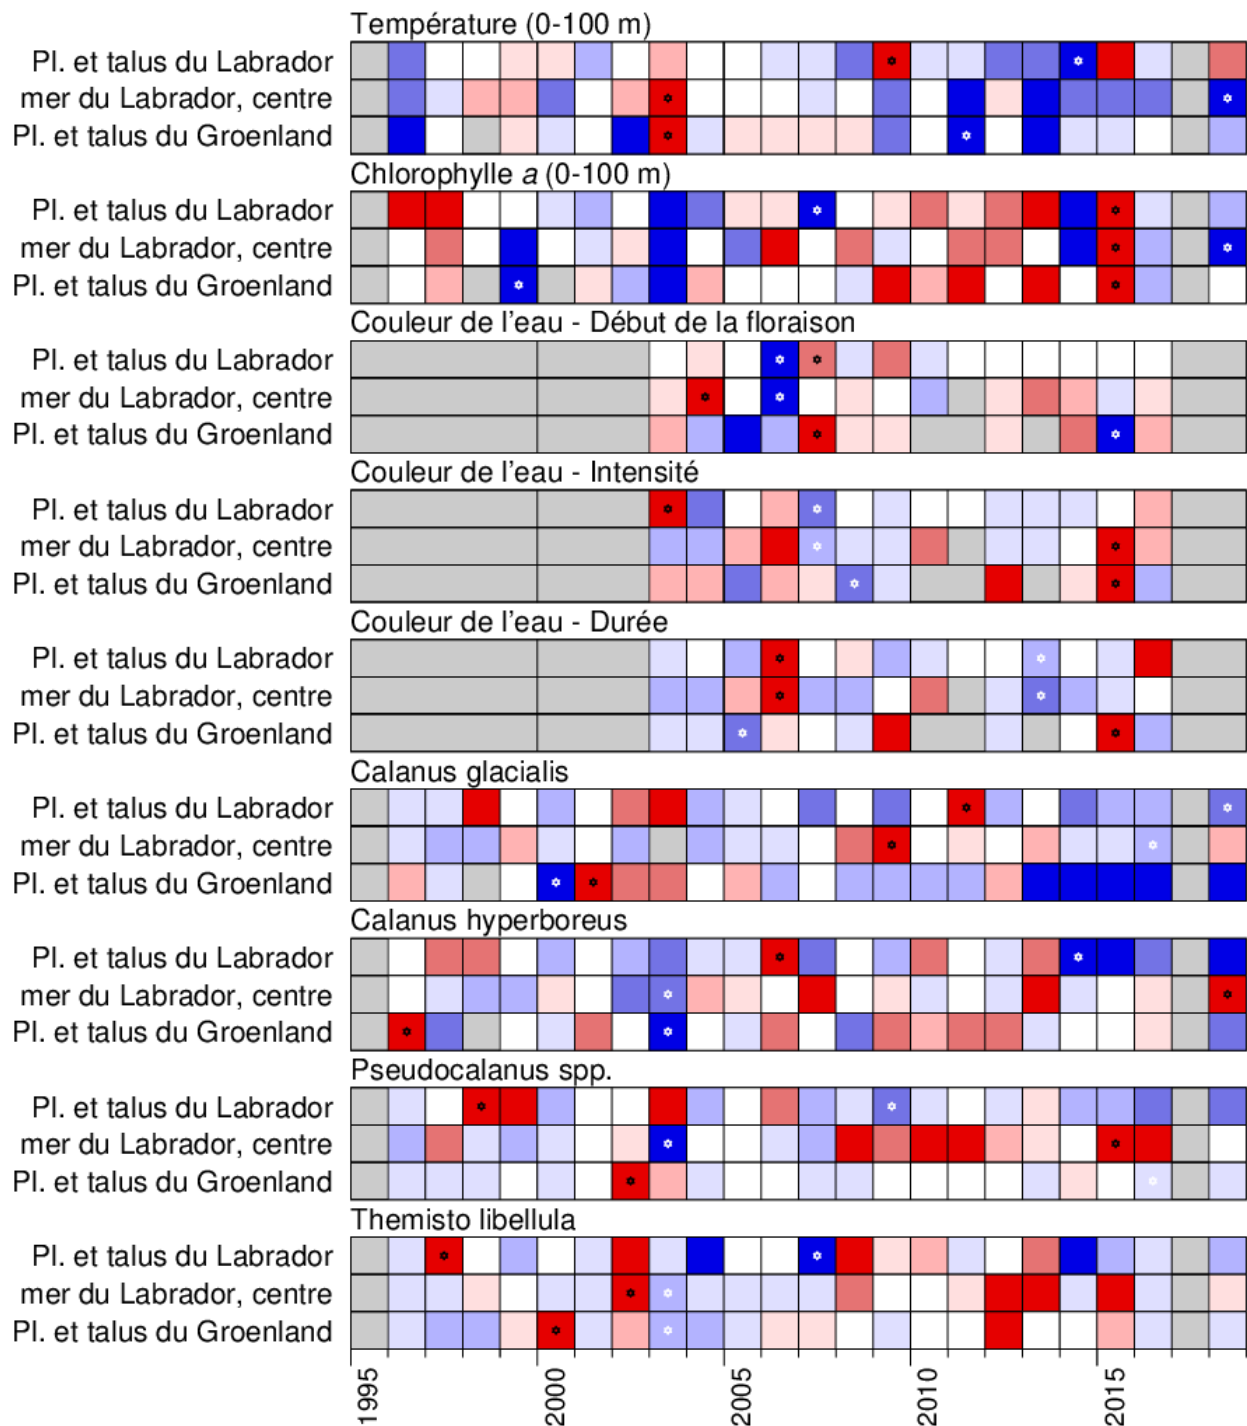 Température (0-100 m)
Pl. et talus du Labrador
mer du Labrador, centre
Pl. et talus du Groenland
Chlorophylle a (0-100 m)
Pl. et talus du Labrador
mer du Labrador, centre
Pl. et talus du Groenland
Couleur de l'eau - Début de la floraison
Pl. et talus du Labrador
mer du Labrador, centre
Pl. et talus du Groenland
Couleur de l'eau - Intensité
Pl. et talus du Labrador
mer du Labrador, centre
Pl. et talus du Groenland
Couleur de l'eau - Durée
Pl. et talus du Labrador
mer du Labrador, centre
Pl. et talus du Groenland
Calanus glacialis
Pl. et talus du Labrador
mer du Labrador, centre
Pl. et talus du Groenland
Calanus hyperboreus
Pl. et talus du Labrador
mer du Labrador, centre
Pl. et talus du Groenland
Pseudocalanus spp.
Pl. et talus du Labrador
mer du Labrador, centre
Pl. et talus du Groenland
Themisto libellula
Pl. et talus du Labrador
mer du Labrador, centre
Pl. et talus du Groenland
1995
2000
2005
2010
2015